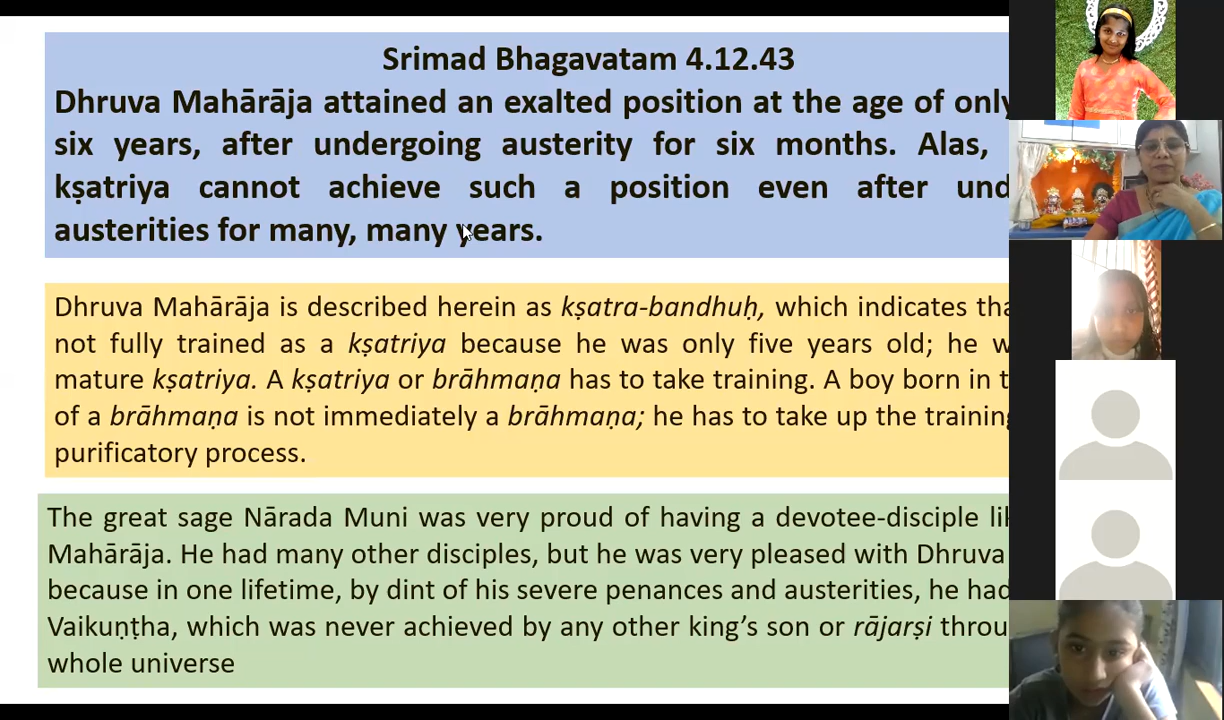 Srimad Bhagavatam 4.12.43
Dhruva Mahārāja attained an exalted position at the age of only
six years, after undergoing austerity for six months. Alas,
kṣatriya cannot achieve such a position even after
austerities for many, many years.
Dhruva Mahārāja is described herein as kṣatra-bandhuḥ, which indicates
not fully trained as a kṣatriya because he was only five years old; he
mature kṣatriya. A kṣatriya or brāhmaṇa has to take training. A boy born in
of a brāhmaṇa is not immediately a brāhmaṇa; he has to take up the training
purificatory process.
The great sage Nārada Muni was very proud of having a devotee-disciple
Mahārāja. He had many other disciples, but he was very pleased with Dhruva
because in one lifetime, by dint of his severe penances and austerities, he had
Vaikuṇṭha, which was never achieved by any other king’s son or rājarṣi
whole universe